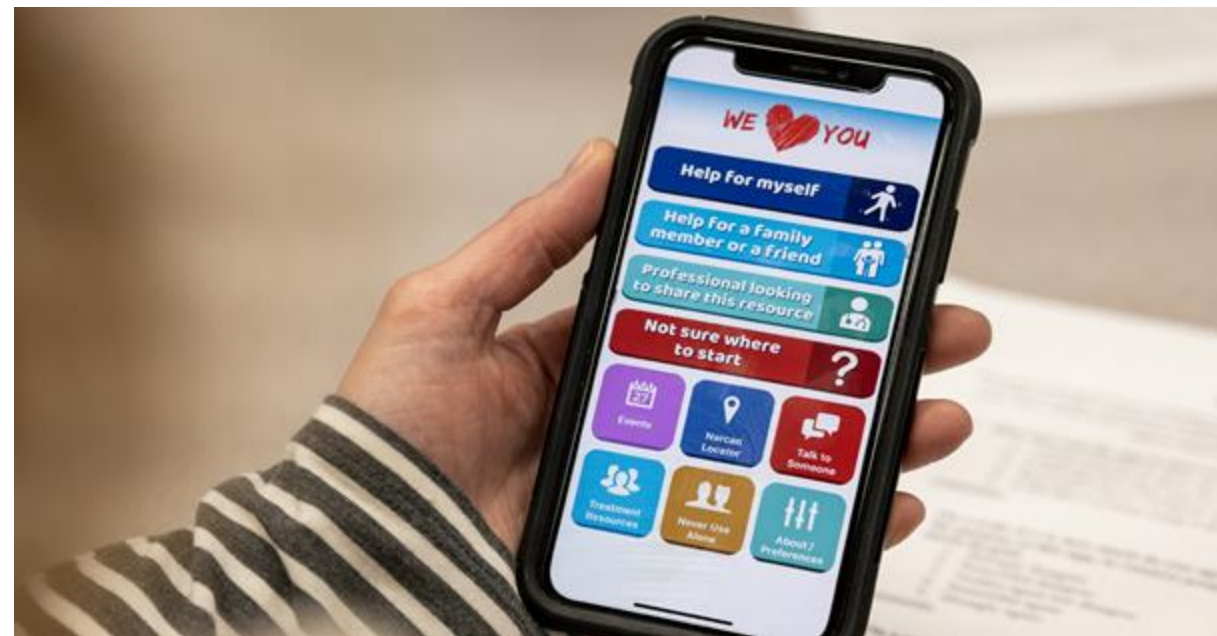 WE YOU
Help for myself
Help for a family
member or a friend
Professional looking
to share this resource
Not sure where
to start
?
27
Events
Narcan
Locator
Talk to
Someone
Treatment
Resources
Never Use
Alone
About /
Preferences